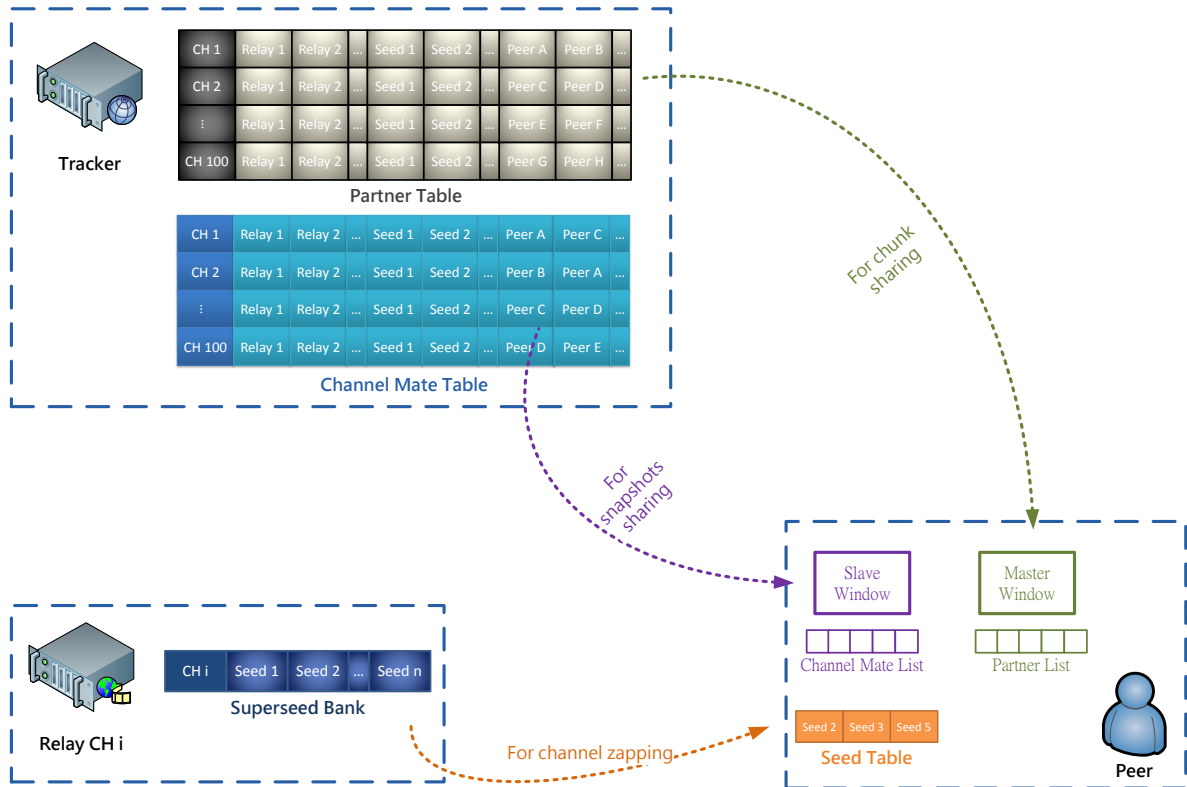 CH 1 Relay 1 Relay 2 ... Seed 1 Seed 2 ... Peer A Peer B ...
CH 2 Relay 1 Relay 2 ... Seed 1 Seed 2 ... Peer C Peer D ...
⋮ Relay 1 Relay 2 ... Seed 1 Seed 2 ... Peer E Peer F ...
CH 100 Relay 1 Relay 2 ... Seed 1 Seed 2 ... Peer G Peer H ...
Tracker
Partner Table
CH 1 Relay 1 Relay 2 ... Seed 1 Seed 2 ... Peer A Peer C ...
CH 2 Relay 1 Relay 2 ... Seed 1 Seed 2 ... Peer B Peer A ...
⋮ Relay 1 Relay 2 ... Seed 1 Seed 2 ... Peer C Peer D ...
CH 100 Relay 1 Relay 2 ... Seed 1 Seed 2 ... Peer D Peer E ...
Channel Mate Table
For chunk
sharing
For
snapshots
sharing
Slave
Window
Master
Window
Channel Mate List
Partner List
CH i Seed 1 Seed 2 ... Seed n
Superseed Bank
Relay CH i
For channel zapping
Seed 2 Seed 3 Seed 5
Seed Table
Peer